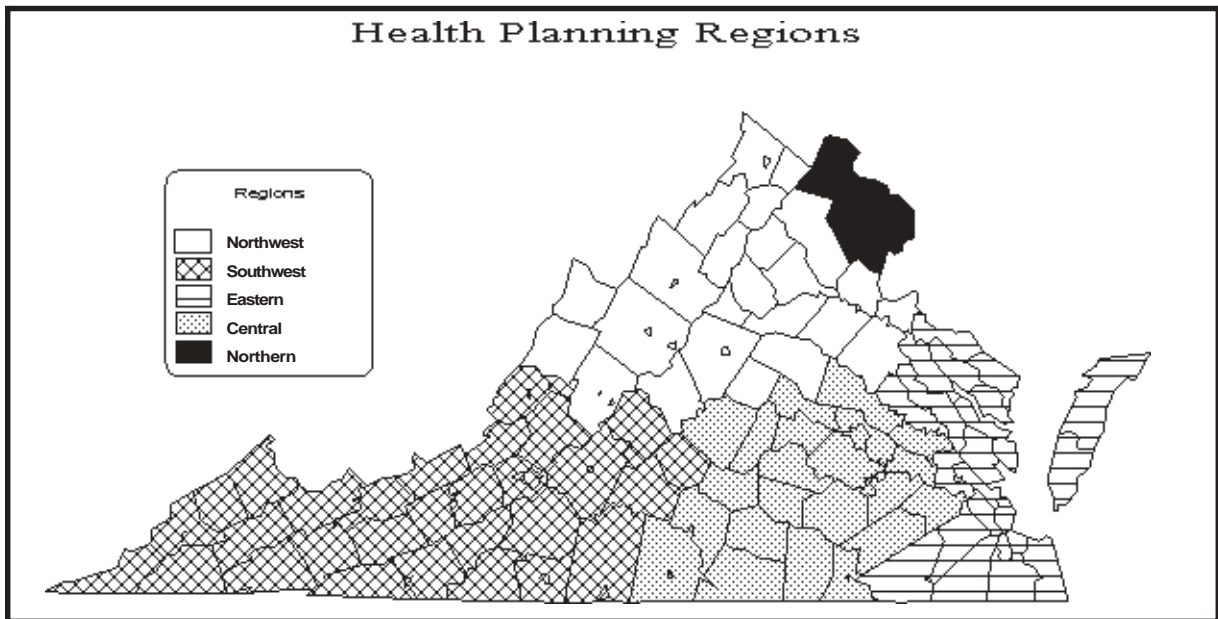 Health Planning Regions
Regions
Northwest
Southwest
Eastern
Central
Northern